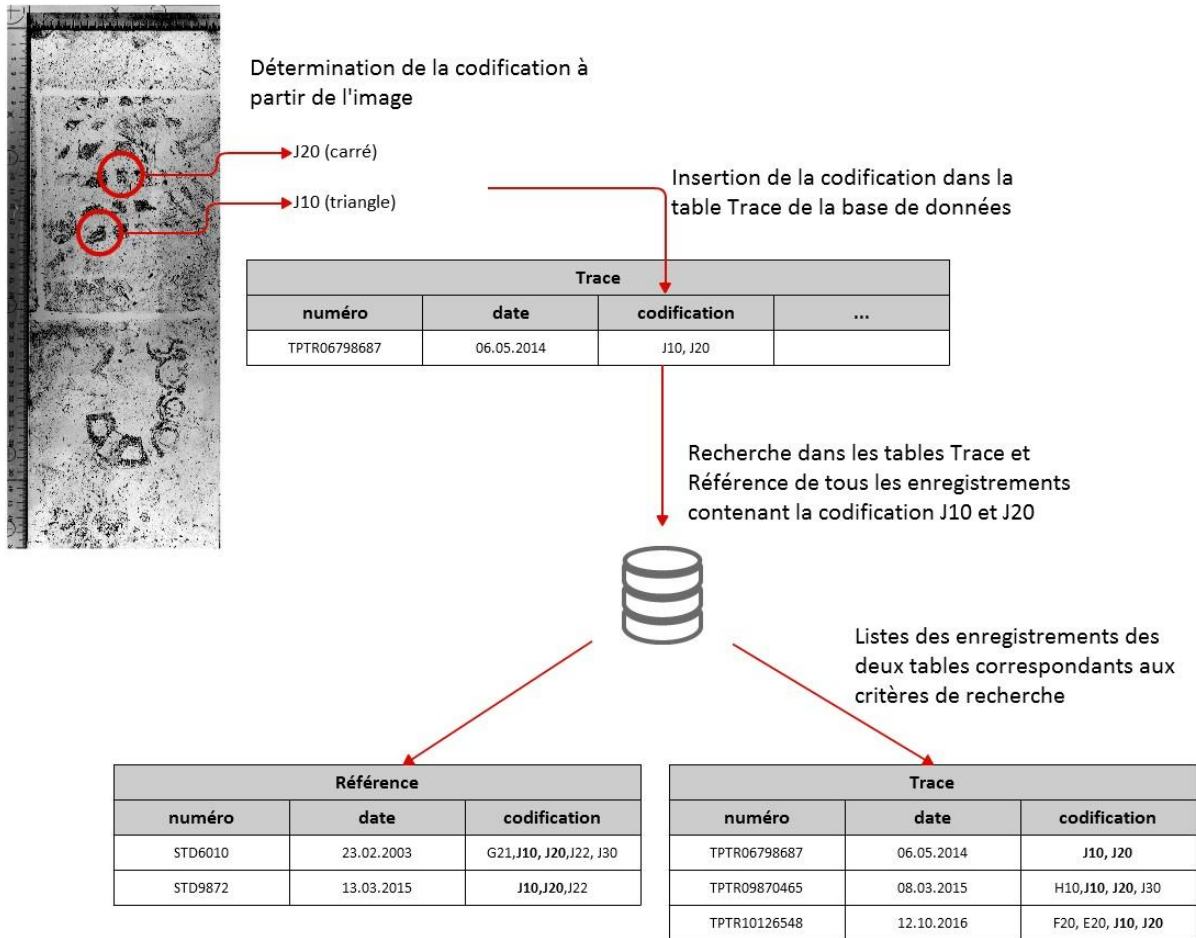 Détermination de la codification à
partir de l'image
J20 (carré)
J10 (triangle)
Insertion de la codification dans la
table Trace de la base de données
Trace
numéro date codification ...
TPTR06798687 06.05.2014 J10, J20
Recherche dans les tables Trace et
Référence de tous les enregistrements
contenant la codification J10 et J20
Listes des enregistrements des
deux tables correspondants aux
critères de recherche
Référence
numéro date codification
STD6010 23.02.2003 G21,J10, J20,J22, J30
STD9872 13.03.2015 J10,J20,J22
Trace
numéro date codification
TPTR06798687 06.05.2014 J10, J20
TPTR09870465 08.03.2015 H10,J10, J20, J30
TPTR10126548 12.10.2016 F20, E20, J10, J20